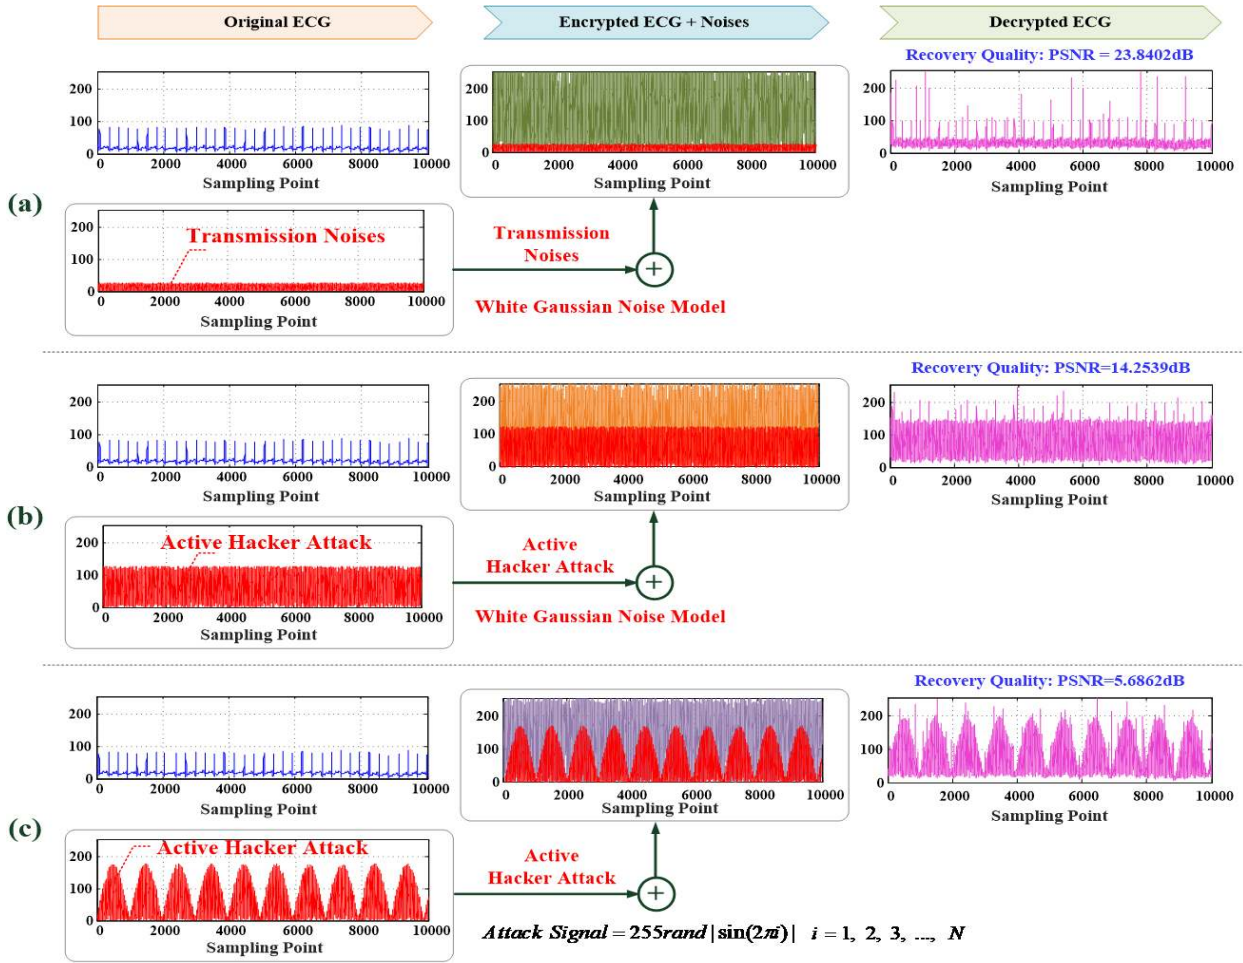 Original ECG
Encrypted ECG + Noises
Decrypted ECG
(a)
200
100
0
0 2000 4000 6000 8000 10000
Sampling Point
200
100
0
0 2000 4000 6000 8000 10000
Sampling Point
Recovery Quality: PSNR = 23.8402dB
200
100
0
0 2000 4000 6000 8000 10000
Sampling Point
200
100
0
Transmission Noises
0 2000 4000 6000 8000 10000
Sampling Point
Transmission
Noises
+
White Gaussian Noise Model
(b)
200
100
0
0 2000 4000 6000 8000 10000
Sampling Point
200
100
0
0 2000 4000 6000 8000 10000
Sampling Point
Recovery Quality: PSNR=14.2539dB
200
100
0
0 2000 4000 6000 8000 10000
Sampling Point
200
100
0
Active Hacker Attack
0 2000 4000 6000 8000 10000
Sampling Point
Active
Hacker Attack
+
White Gaussian Noise Model
(c)
200
100
0
0 2000 4000 6000 8000 10000
Sampling Point
200
100
0
0 2000 4000 6000 8000 10000
Sampling Point
Recovery Quality: PSNR=5.6862dB
200
100
0
0 2000 4000 6000 8000 10000
Sampling Point
200
100
0
Active Hacker Attack
0 2000 4000 6000 8000 10000
Sampling Point
Active
Hacker Attack
+
Attack Signal = 255rand |sin(2πi)| i = 1, 2, 3, ..., N